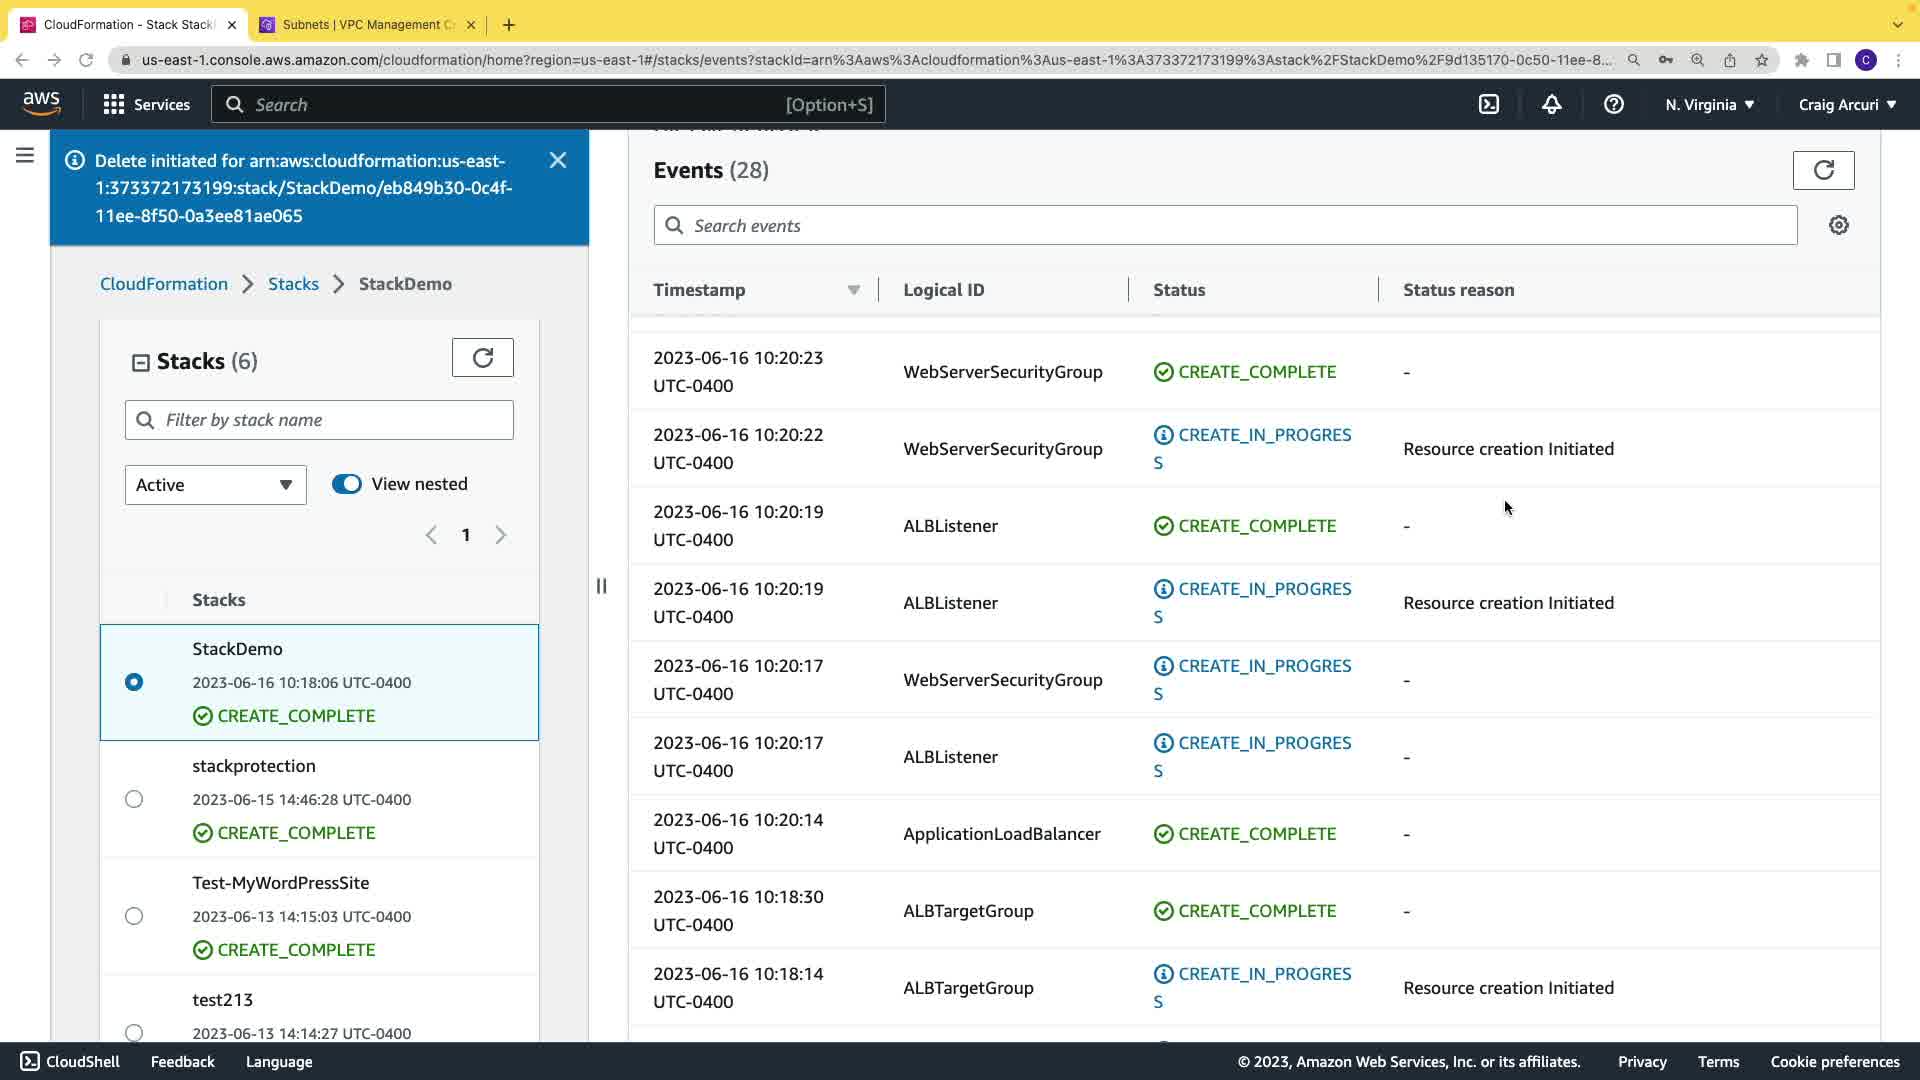 CloudFormation - Stack Stack
Subnets | VPC Management C
us-east-1.console.aws.amazon.com/cloudformation/home?region=us-east-1#/stacks/events?stackId=arn%3Aaws%3Acloudformation%3Aus-east-1%3A373372173199%3Astack%2FStackDemo%2F9d135170-0c50-11ee-8...
C
aws
Services
Search
[Option+S]
N. Virginia
Craig Arcuri
Delete initiated for arn:aws:cloudformation:us-east-
1:373372173199:stack/StackDemo/eb849b30-0c4f-
11ee-8f50-0a3ee81ae065
CloudFormation
Stacks
StackDemo
Stacks (6)
Filter by stack name
Active
View nested
1
Stacks
StackDemo
2023-06-16 10:18:06 UTC-0400
CREATE_COMPLETE
stackprotection
2023-06-15 14:46:28 UTC-0400
CREATE_COMPLETE
Test-MyWordPressSite
2023-06-13 14:15:03 UTC-0400
CREATE_COMPLETE
test213
2023-06-13 14:14:27 UTC-0400
Events (28)
Search events
Timestamp
Logical ID
Status
Status reason
2023-06-16 10:20:23
UTC-0400
WebServerSecurityGroup
CREATE_COMPLETE
-
2023-06-16 10:20:22
UTC-0400
WebServerSecurityGroup
CREATE_IN_PROGRES
S
Resource creation Initiated
2023-06-16 10:20:19
UTC-0400
ALBListener
CREATE_COMPLETE
-
2023-06-16 10:20:19
UTC-0400
ALBListener
CREATE_IN_PROGRES
S
Resource creation Initiated
2023-06-16 10:20:17
UTC-0400
WebServerSecurityGroup
CREATE_IN_PROGRES
S
-
2023-06-16 10:20:17
UTC-0400
ALBListener
CREATE_IN_PROGRES
S
-
2023-06-16 10:20:14
UTC-0400
ApplicationLoadBalancer
CREATE_COMPLETE
-
2023-06-16 10:18:30
UTC-0400
ALBTargetGroup
CREATE_COMPLETE
-
2023-06-16 10:18:14
UTC-0400
ALBTargetGroup
CREATE_IN_PROGRES
S
Resource creation Initiated
CloudShell
Feedback
Language
© 2023, Amazon Web Services, Inc. or its affiliates.
Privacy
Terms
Cookie preferences